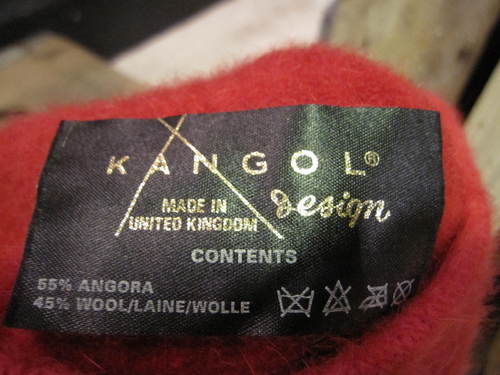 KANGOL®
design
MADE IN
UNITED KINGDOM
CONTENTS
55% ANGORA
45% WOOL/LAINE/WOLLE